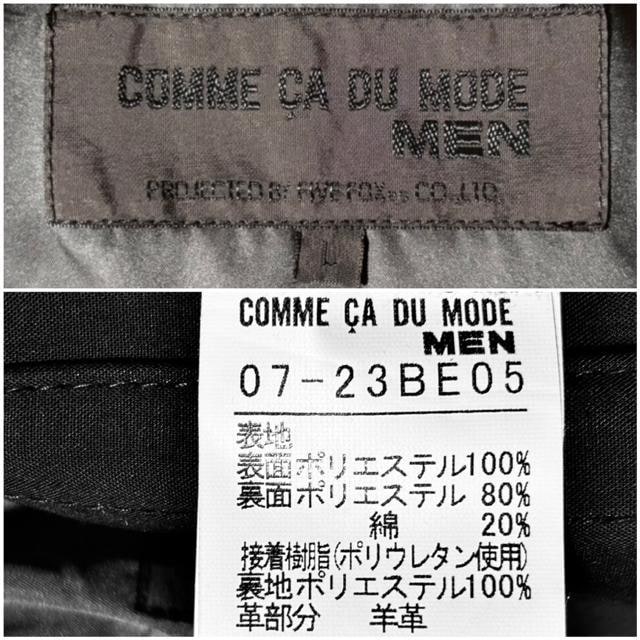 COMME ÇA DU MODE
MEN
PROJECTED BY FIVE FOXes CO.,LTD.
L
COMME ÇA DU MODE
MEN
07-23BE05
表地
表面ポリエステル100%
裏面ポリエステル 80%
綿 20%
接着樹脂(ポリウレタン使用)
裏地ポリエステル100%
革部分 羊革